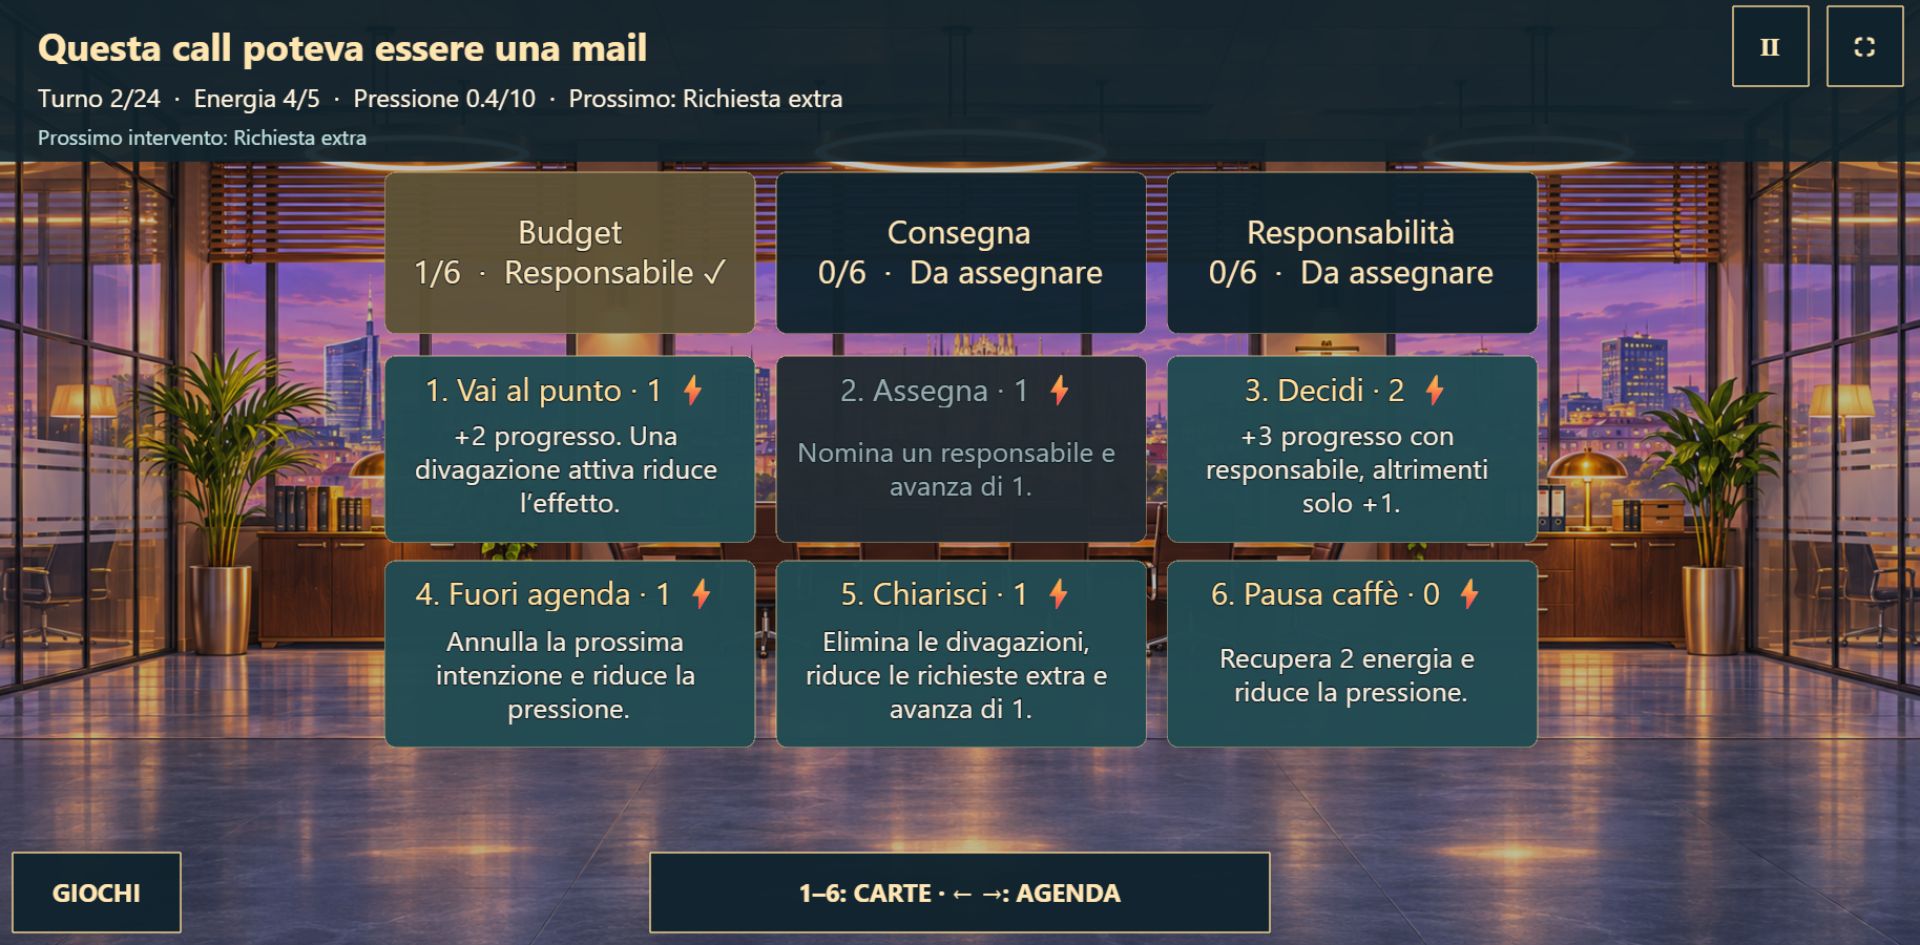 Questa call poteva essere una mail
Turno 2/24 · Energia 4/5 · Pressione 0.4/10 · Prossimo: Richiesta extra
Prossimo intervento: Richiesta extra
II
Budget
1/6 · Responsabile ✓
Consegna
0/6 · Da assegnare
Responsabilità
0/6 · Da assegnare
1. Vai al punto · 1 ⚡
+2 progresso. Una
divagazione attiva riduce
l’effetto.
2. Assegna · 1 ⚡
Nomina un responsabile e
avanza di 1.
3. Decidi · 2 ⚡
+3 progresso con
responsabile, altrimenti
solo +1.
4. Fuori agenda · 1 ⚡
Annulla la prossima
intenzione e riduce la
pressione.
5. Chiarisci · 1 ⚡
Elimina le divagazioni,
riduce le richieste extra e
avanza di 1.
6. Pausa caffè · 0 ⚡
Recupera 2 energia e
riduce la pressione.
GIOCHI
1–6: CARTE · ← →: AGENDA